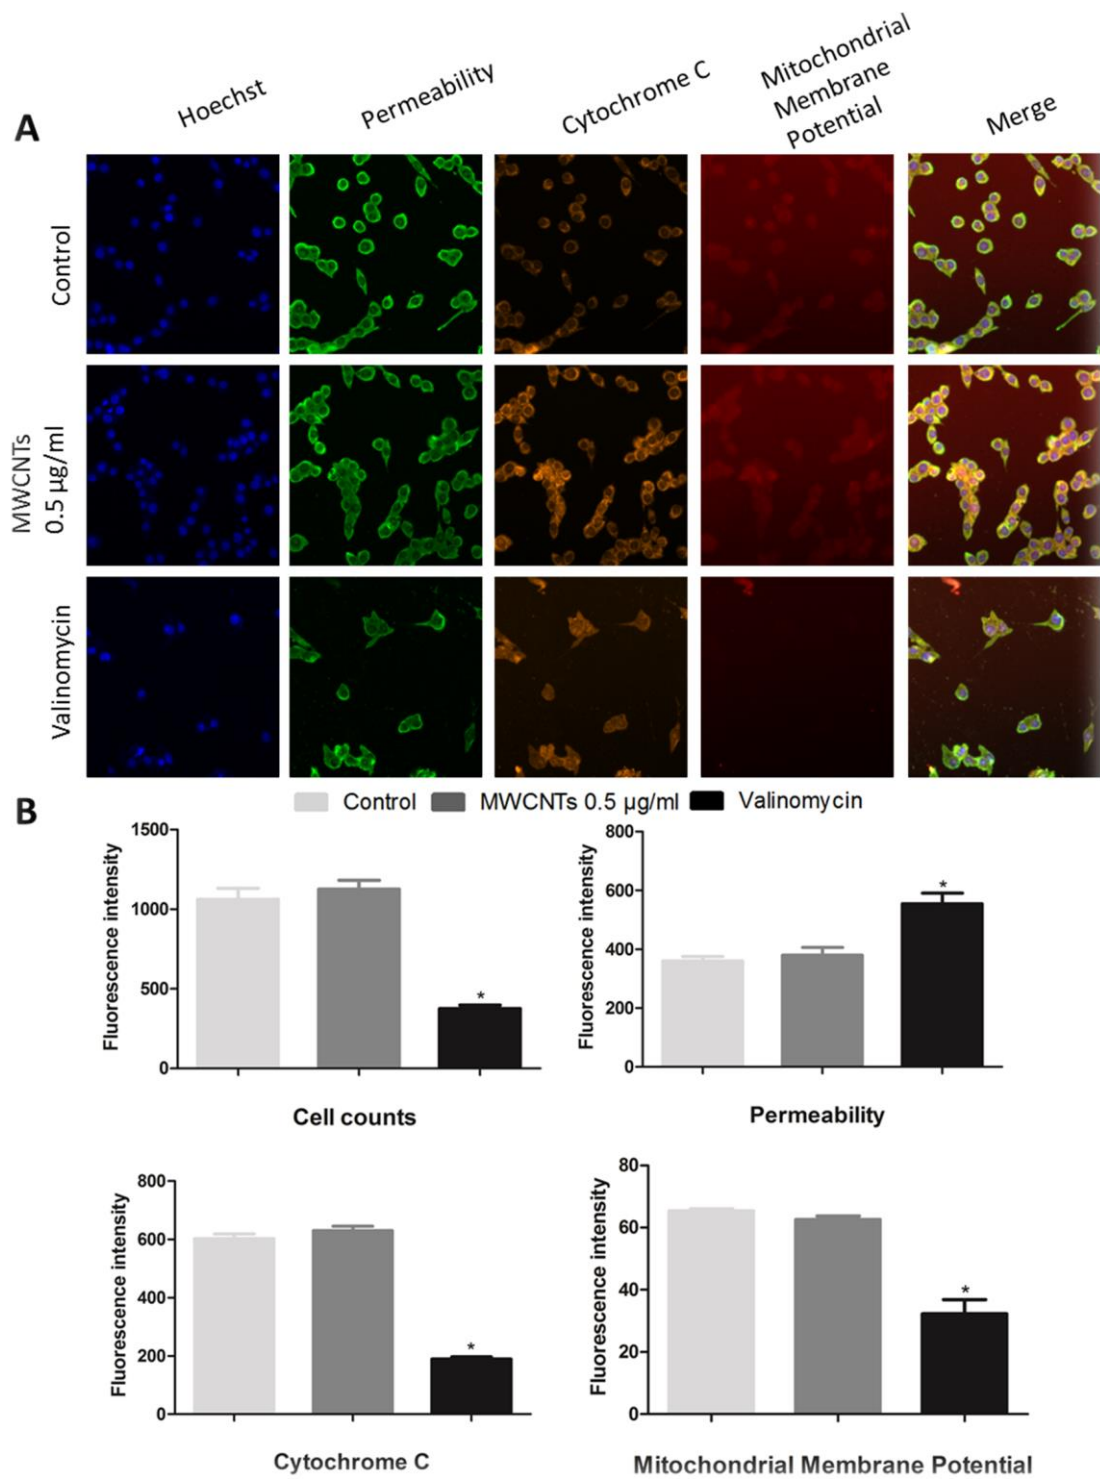 A
Hoechst
Permeability
Cytochrome C
Mitochondrial
Membrane
Potential
Merge
Control
MWCNTs
0.5 µg/ml
Valinomycin
B
Control
MWCNTs 0.5 µg/ml
Valinomycin
Fluorescence intensity
1500
1000
500
0
*
Cell counts
Fluorescence intensity
800
600
400
200
0
*
Permeability
Fluorescence intensity
800
600
400
200
0
*
Cytochrome C
Fluorescence intensity
80
60
40
20
0
*
Mitochondrial Membrane Potential